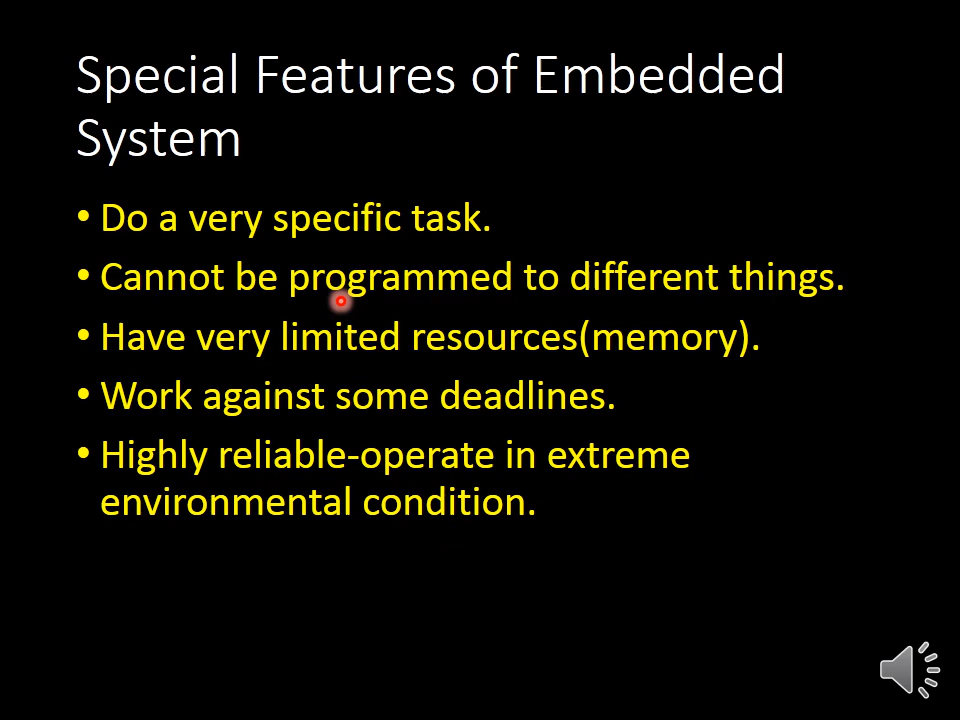 Special Features of Embedded
System
• Do a very specific task.
• Cannot be programmed to different things.
• Have very limited resources(memory).
• Work against some deadlines.
• Highly reliable-operate in extreme
environmental condition.